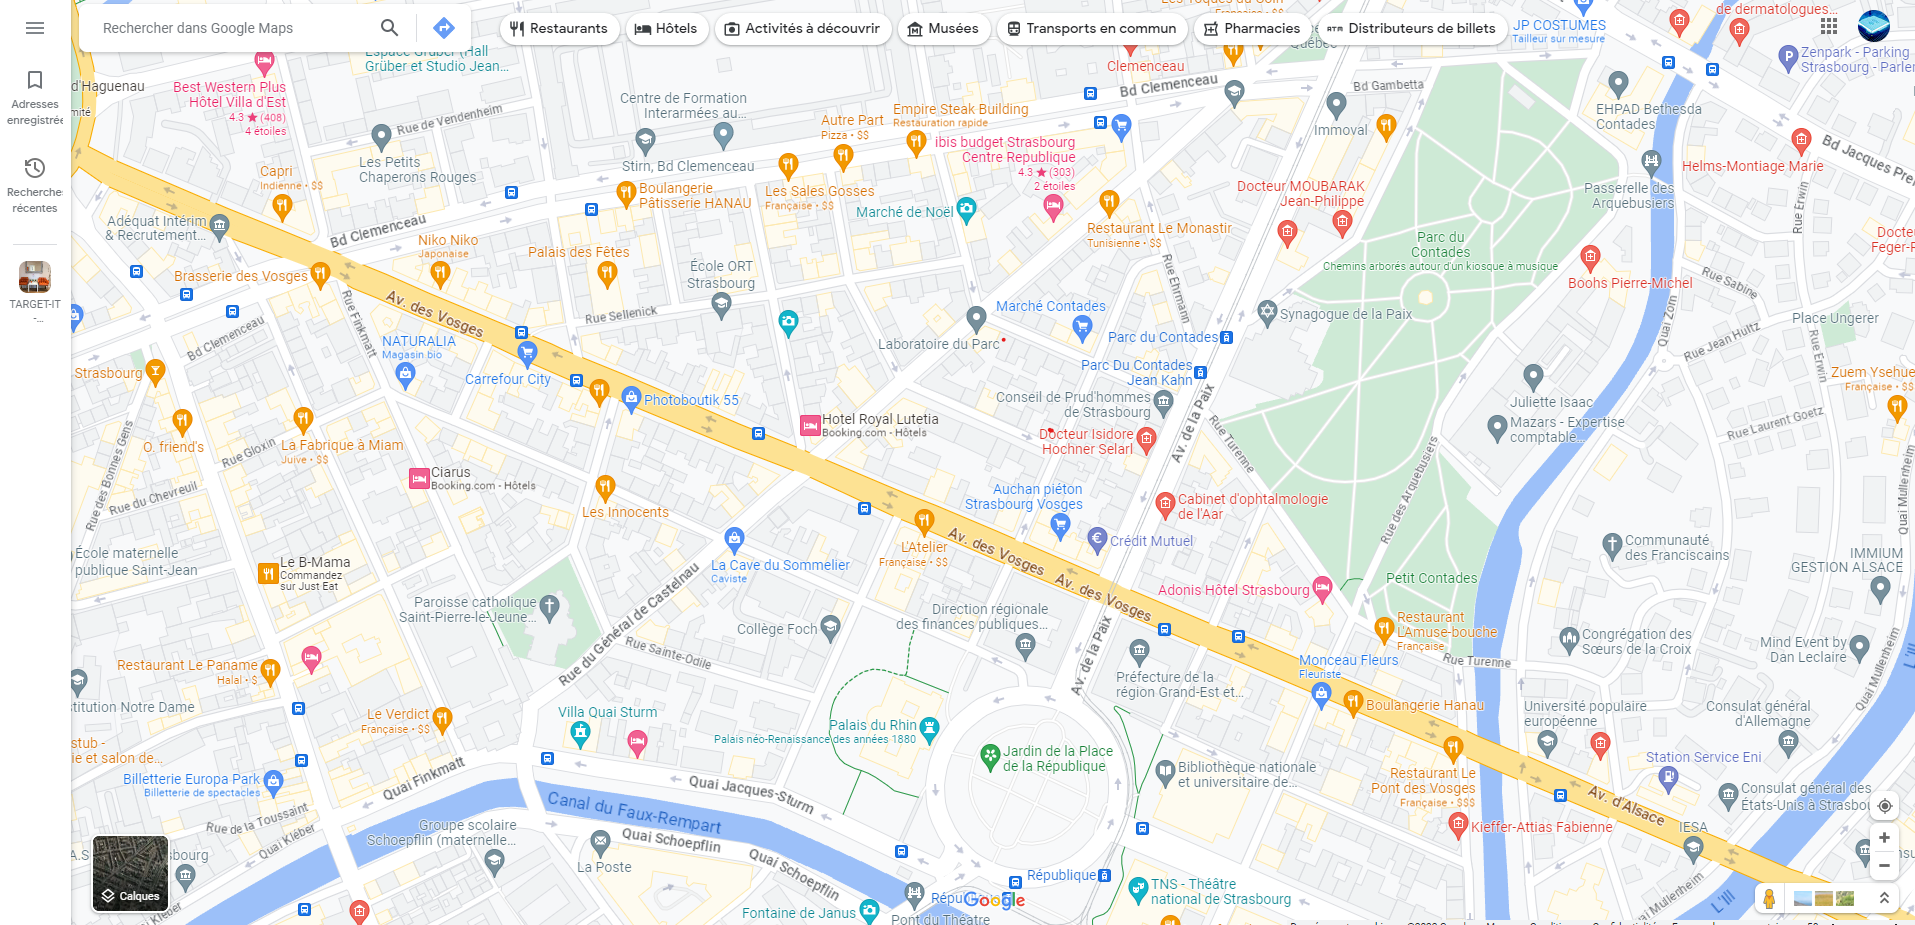 Rechercher dans Google Maps
Restaurants
Hôtels
Activités à découvrir
Musées
Transports en commun
Pharmacies
Distributeurs de billets
Adresses
enregistrée
Recherches
récentes
TARGET-IT
-...
d'Haguenau
Espace Grüber (Hall
Grüber et Studio Jean...
Best Western Plus
Hôtel Villa d'Est
4.3 ★ (408)
4 étoiles
Rue de Vendenheim
Les Petits
Chaperons Rouges
Centre de Formation
Interarmées au...
Stirn, Bd Clemenceau
Autre Part
Pizza • $$
Empire Steak Building
Restauration rapide
Clemenceau
Bd Clemenceau
Québec
Française • $$
JP COSTUMES
Tailleur sur mesure
de dermatologues...
Zenpark - Parking
Strasbourg - Parler
Bd Gambetta
Immoval
EHPAD Bethesda
Contades
Helms-Montiage Marie
Bd Jacques Pre
Passerelle des
Arquebusiers
Rue Erwin
ibis budget Strasbourg
Centre Republique
4.3 ★ (303)
2 étoiles
Capri
Indienne • $$
Adéquat Intérim
& Recrutement...
Bd Clemenceau
Boulangerie
Pâtisserie HANAU
Les Sales Gosses
Française • $$
Marché de Noël
Docteur MOUBARAK
Jean-Philippe
Restaurant Le Monastir
Tunisienne • $$
Parc du
Contades
Chemins arborés autour d'un kiosque à musique
Boohs Pierre-Michel
Rue Sabine
Niko Niko
Japonaise
Brasserie des Vosges
Palais des Fêtes
École ORT
Strasbourg
Rue Sellenick
Rue Finkmatt
Av. des Vosges
Rue Ehrmann
Marché Contades
Synagogue de la Paix
Quai Zorn
Place Ungerer
Rue Jean Hultz
Rue Erwin
Bd Clemenceau
NATURALIA
Magasin bio
Carrefour City
Laboratoire du Parc
Parc du Contades
Parc Du Contades
Jean Kahn
Strasbourg
Photoboutik 55
Conseil de Prud'hommes
de Strasbourg
Av. de la Paix
Juliette Isaac
Mazars - Expertise
comptable...
Zuem Ysehue
Française • $$
Rue Laurent Goetz
O. friend's
La Fabrique à Miam
Juive • $$
Rue Gloxin
Hotel Royal Lutetia
Booking.com - Hôtels
Docteur Isidore
Hochner Selarl
Rue Turenne
Rue des Arquebusiers
Quai Mullenheim
Ciarus
Booking.com - Hôtels
Rue des Bonnes Gens
Rue du Chevreuil
Les Innocents
Auchan piéton
Strasbourg Vosges
Cabinet d'ophtalmologie
de l'Aar
Crédit Mutuel
L'Atelier
Française • $$
Av. des Vosges
Av. des Vosges
École maternelle
publique Saint-Jean
Le B-Mama
Commandez
sur Just Eat
La Cave du Sommelier
Caviste
Communauté
des Franciscains
IMMIUM
GESTION ALSACE
Adonis Hôtel Strasbourg
Petit Contades
Paroisse catholique
Saint-Pierre-le-Jeune...
Rue du Général de Castelnau
Collège Foch
Direction régionale
des finances publiques...
Restaurant
L'Amuse-bouche
Française
Congrégation des
Sœurs de la Croix
Mind Event by
Dan Leclaire
Quai Mullenheim
Restaurant Le Paname
Halal • $
Rue Sainte-Odile
Av. de la Paix
Préfecture de la
région Grand-Est et...
Monceau Fleurs
Fleuriste
Rue Turenne
stitution Notre Dame
Le Verdict
Française • $$
Villa Quai Sturm
Palais du Rhin
Palais néo-Renaissance des années 1880
Boulangerie Hanau
Université populaire
européenne
Consulat général
d'Allemagne
Jardin de la Place
de la République
Bibliothèque nationale
et universitaire de...
Restaurant Le
Pont des Vosges
Française • $$$
Station Service Eni
Consulat général des
États-Unis à Strasbou
stub -
ie et salon de...
Billetterie Europa Park
Billetterie de spectacles
Quai Finkmatt
Quai Jacques-Sturm
Canal du Faux-Rempart
Quai Schoepflin
Quai Schoepflin
Av. d'Alsace
Kieffer-Attias Fabienne
IESA
Rue de la Toussaint
Quai Kléber
Groupe scolaire
Schoepflin (maternelle...
La Poste
Fontaine de Janus
République
Google
Pont du Théâtre
TNS - Théâtre
national de Strasbourg
L'Ill
Calques